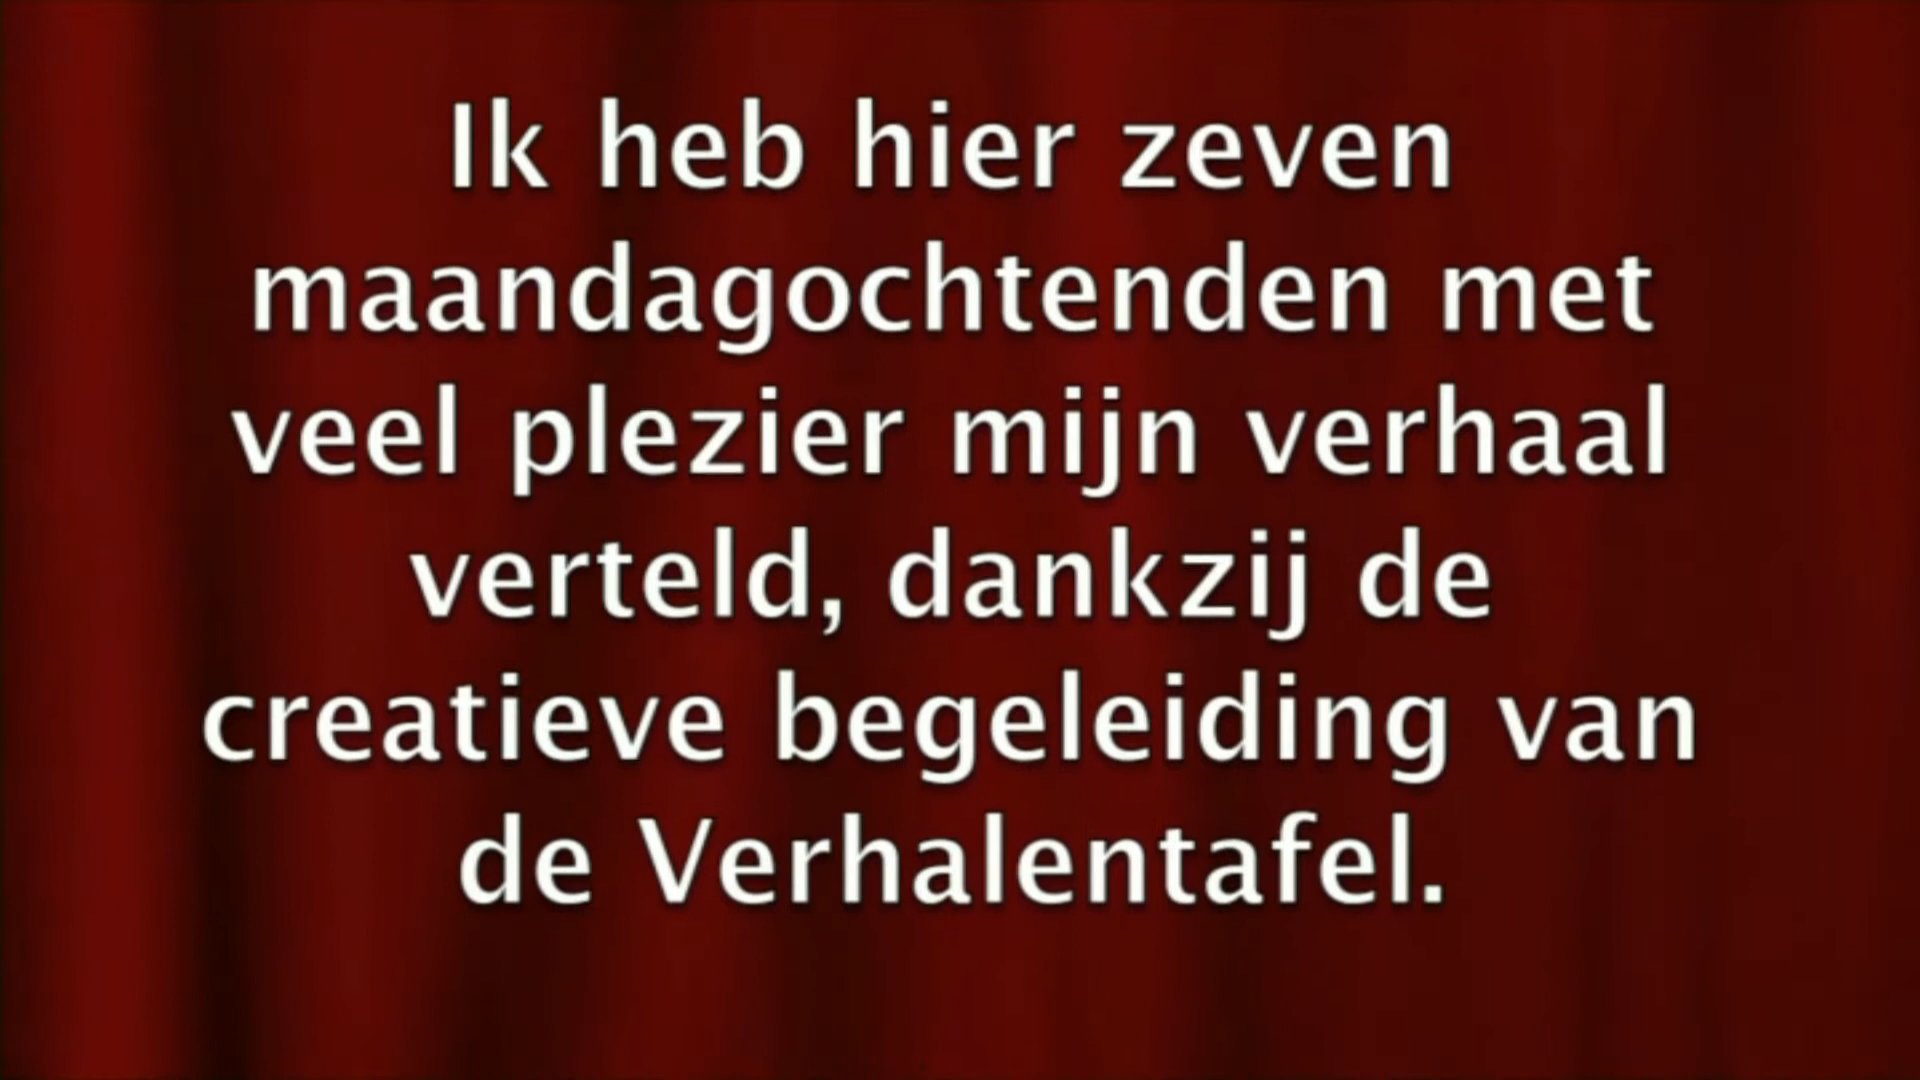 Ik heb hier zeven
maandagochtenden met
veel plezier mijn verhaal
verteld, dankzij de
creatieve begeleiding van
de Verhalentafel.